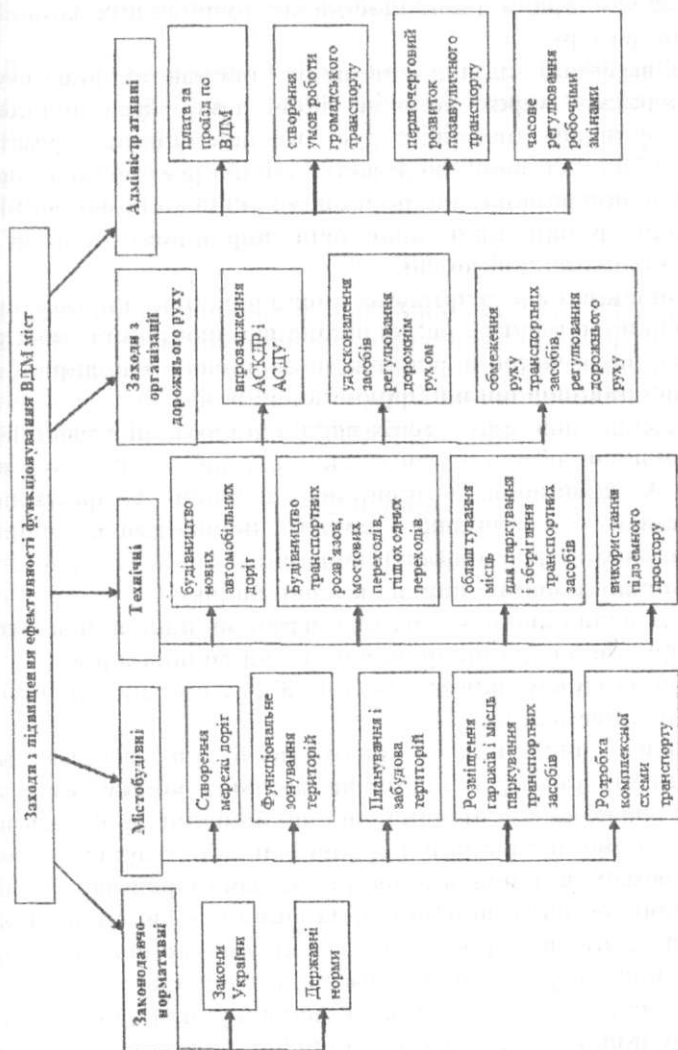 Заходи з підвищення ефективності функціонування ВДМ міст
Законодавчо-
нормативні
Закони
України
Державні
норми
Містобудівні
Створення
мережі доріг
Функціональне
зонування
територій
Планування і
забудова
територій
Розміщення
гаражів і місць
паркування
транспортних
засобів
Розробка
комплексної
схеми
транспорту
Технічні
будівництво
нових
автомобільних
доріг
Будівництво
транспортних
розв'язок,
мостових
переходів,
пішоходних
переходів
облаштування
місць
для паркування
і зберігання
транспортних
засобів
використання
підземного
простору
Заходи з
організації
дорожнього руху
впровадження
АСКДР і
АСДУ
удосконалення
засобів
регулювання
дорожнім
рухом
обмеження
руху
транспортних
засобів,
регулювання
дорожнього
руху
Адміністративні
плата за
проїзд по
ВДМ
створення
умов роботи
громадського
транспорту
першочерговий
розвиток
позавуличного
транспорту
часове
регулювання
робочими
змінами